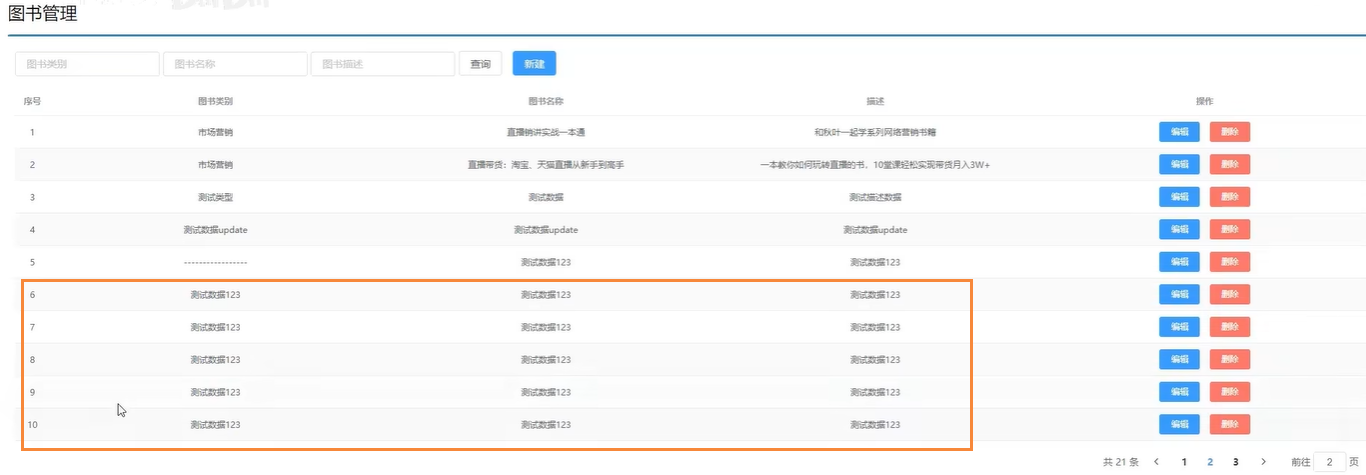 图书管理
图书类别 图书名称 图书描述 查询 新建
序号 图书类别 图书名称 描述 操作
1 市场营销 直播销讲实战一本通 和秋叶一起学系列网络营销书籍 编辑 删除
2 市场营销 直播带货：淘宝、天猫直播从新手到高手 一本教你如何玩转直播的书、10堂课轻松实现带货月入3W+ 编辑 删除
3 测试类型 测试数据 测试描述数据 编辑 删除
4 测试数据update 测试数据update 测试数据update 编辑 删除
5 ----------------- 测试数据123 测试数据123 编辑 删除
6 测试数据123 测试数据123 测试数据123 编辑 删除
7 测试数据123 测试数据123 测试数据123 编辑 删除
8 测试数据123 测试数据123 测试数据123 编辑 删除
9 测试数据123 测试数据123 测试数据123 编辑 删除
10 测试数据123 测试数据123 测试数据123 编辑 删除
共 21 条 < 1 2 3 > 前往 2 页